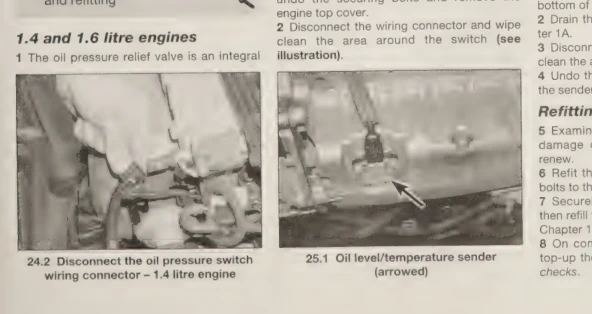 and refitting
1.4 and 1.6 litre engines
1 The oil pressure relief valve is an integral
24.2 Disconnect the oil pressure switch
wiring connector – 1.4 litre engine
undo the securing bolts and remove the
engine top cover.
2 Disconnect the wiring connector and wipe
clean the area around the switch (see
illustration).
25.1 Oil level/temperature sender
(arrowed)
bottom of
2 Drain th
ter 1A.
3 Disconn
clean the a
4 Undo th
the sender
Refittin
5 Examin
damage
renew.
6 Refit th
bolts to th
7 Secure
then refill
Chapter 1
8 On con
top-up the
checks.